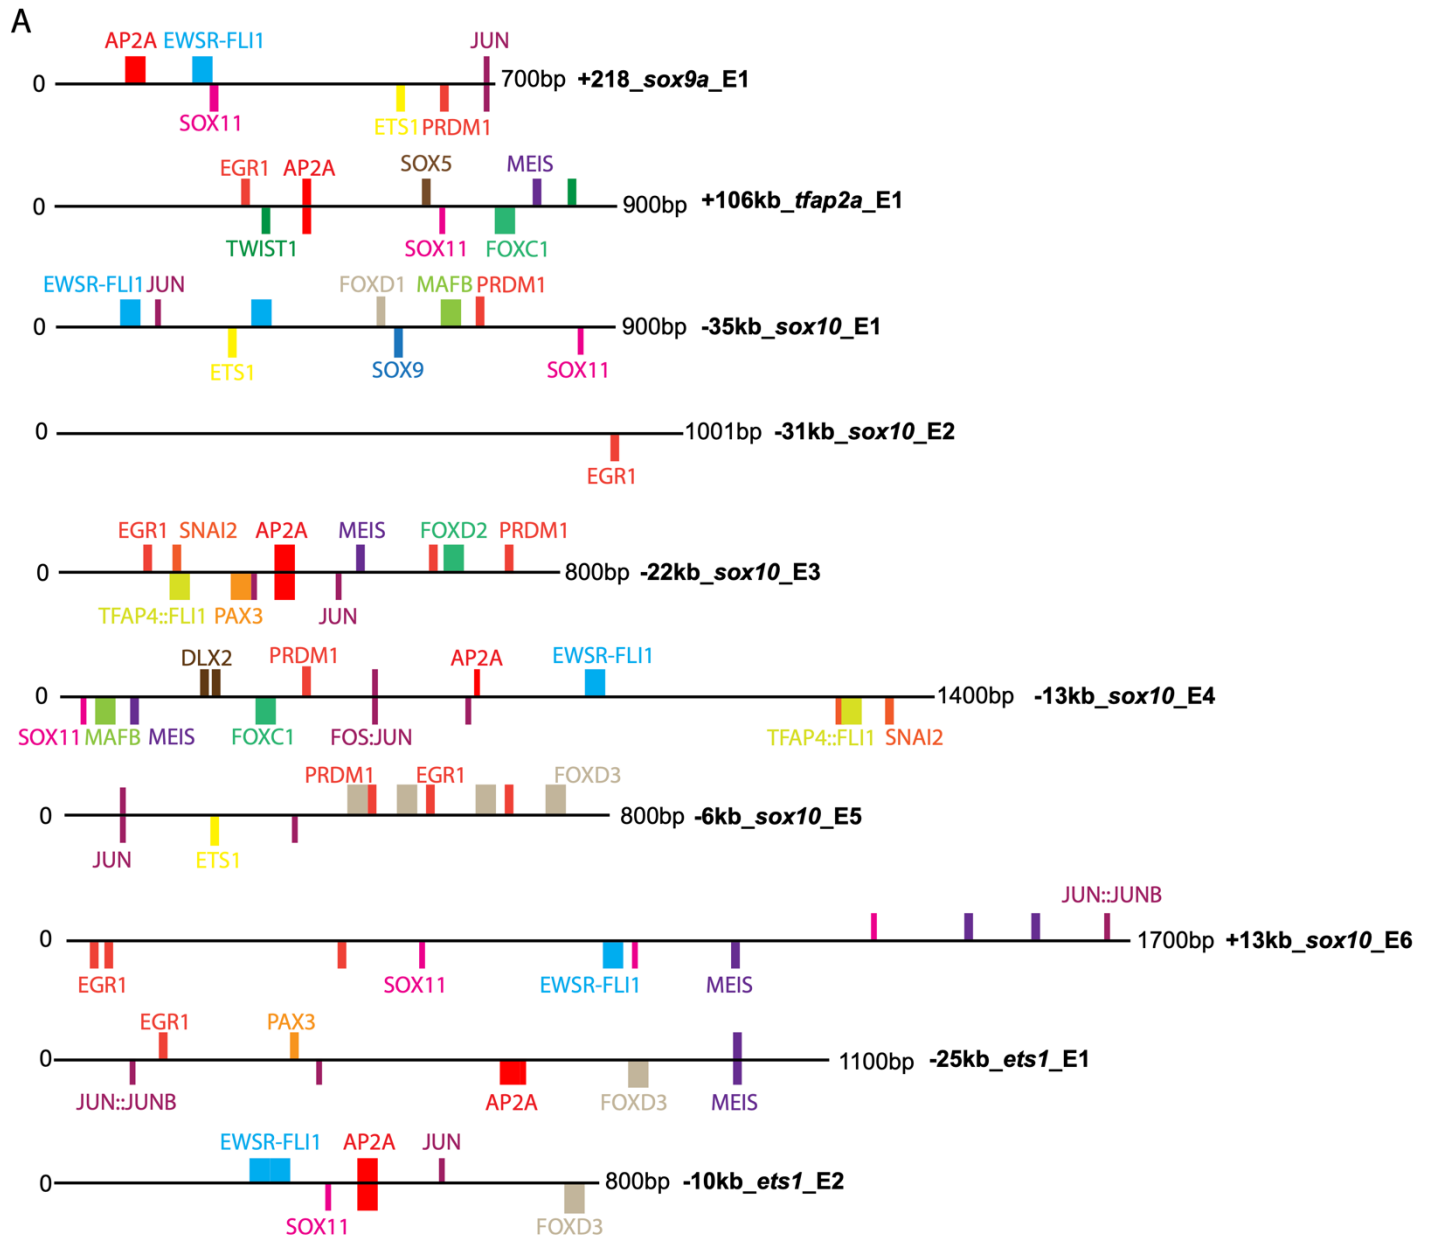 A
AP2A EWSR-FLI1 JUN
0 700bp +218_sox9a_E1
SOX11 ETS1 PRDM1
EGR1 AP2A SOX5 MEIS
0 900bp +106kb_tfap2a_E1
TWIST1 SOX11 FOXC1
EWSR-FLI1 JUN FOXD1 MAFB PRDM1
0 900bp -35kb_sox10_E1
ETS1 SOX9 SOX11
0 1001bp -31kb_sox10_E2
EGR1
EGR1 SNAI2 AP2A MEIS FOXD2 PRDM1
0 800bp -22kb_sox10_E3
TFAP4::FLI1 PAX3 JUN
DLX2 PRDM1 AP2A EWSR-FLI1
0 1400bp -13kb_sox10_E4
SOX11 MAFB MEIS FOXC1 FOS:JUN TFAP4::FLI1 SNAI2
PRDM1 EGR1 FOXD3
0 800bp -6kb_sox10_E5
JUN ETS1
JUN::JUNB
0 1700bp +13kb_sox10_E6
EGR1 SOX11 EWSR-FLI1 MEIS
EGR1 PAX3
0 1100bp -25kb_ets1_E1
JUN::JUNB AP2A FOXD3 MEIS
EWSR-FLI1 AP2A JUN
0 800bp -10kb_ets1_E2
SOX11 FOXD3